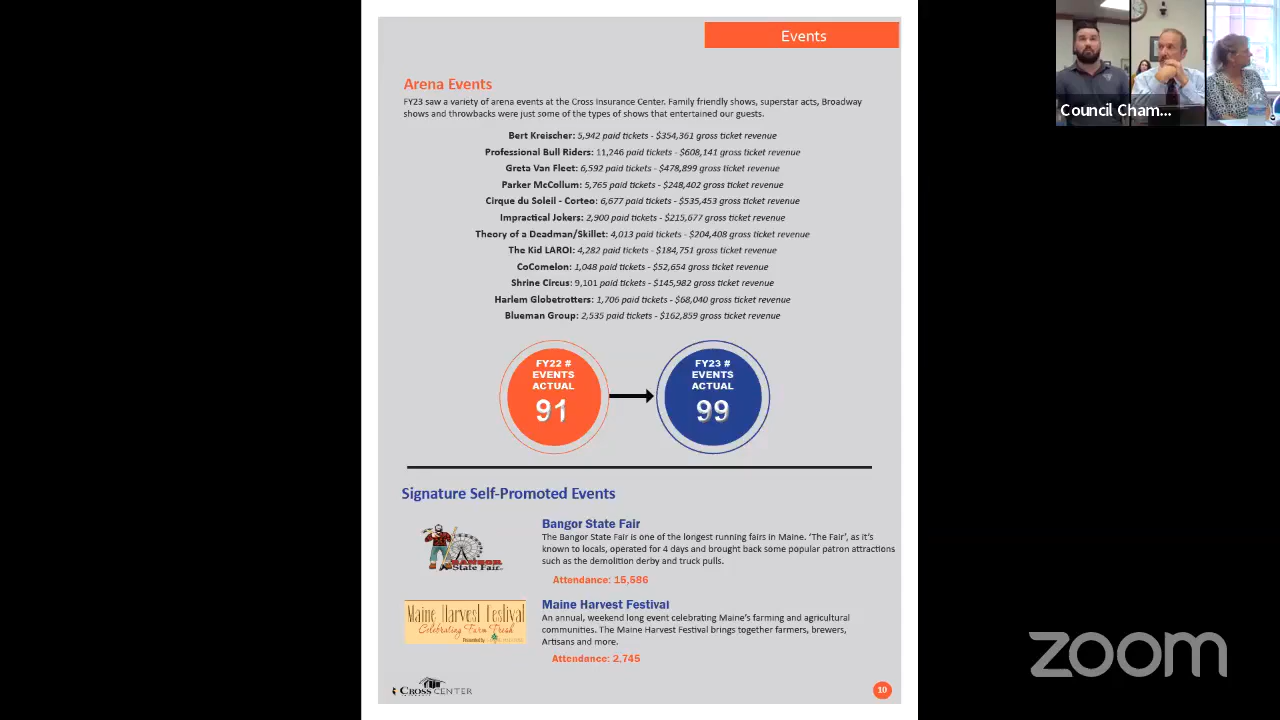 Events
Arena Events
FY23 saw a variety of arena events at the Cross Insurance Center. Family friendly shows, superstar acts, Broadway
shows and throwbacks were just some of the types of shows that entertained our guests.
Bert Kreischer: 5,942 paid tickets - $354,361 gross ticket revenue
Professional Bull Riders: 11,246 paid tickets - $608,141 gross ticket revenue
Greta Van Fleet: 6,592 paid tickets - $478,899 gross ticket revenue
Parker McCollum: 5,765 paid tickets - $248,402 gross ticket revenue
Cirque du Soleil - Corteo: 6,677 paid tickets - $535,453 gross ticket revenue
Impractical Jokers: 2,900 paid tickets - $215,677 gross ticket revenue
Theory of a Deadman/Skillet: 4,013 paid tickets - $204,408 gross ticket revenue
The Kid LAROI: 4,282 paid tickets - $184,751 gross ticket revenue
CoComelon: 1,048 paid tickets - $52,654 gross ticket revenue
Shrine Circus: 9,101 paid tickets - $145,982 gross ticket revenue
Harlem Globetrotters: 1,706 paid tickets - $68,040 gross ticket revenue
Blueman Group: 2,535 paid tickets - $162,859 gross ticket revenue
FY22 #
EVENTS
ACTUAL
91
FY23 #
EVENTS
ACTUAL
99
Signature Self-Promoted Events
BANGOR
State Fair
Bangor State Fair
The Bangor State Fair is one of the longest running fairs in Maine. 'The Fair', as it's
known to locals, operated for 4 days and brought back some popular patron attractions
such as the demolition derby and truck pulls.
Attendance: 15,586
Maine Harvest Festival
Celebrating Farm Fresh
Maine Harvest Festival
An annual, weekend long event celebrating Maine's farming and agricultural
communities. The Maine Harvest Festival brings together farmers, brewers,
Artisans and more.
Attendance: 2,745
CROSS CENTER
10
Council Cham...
zoom